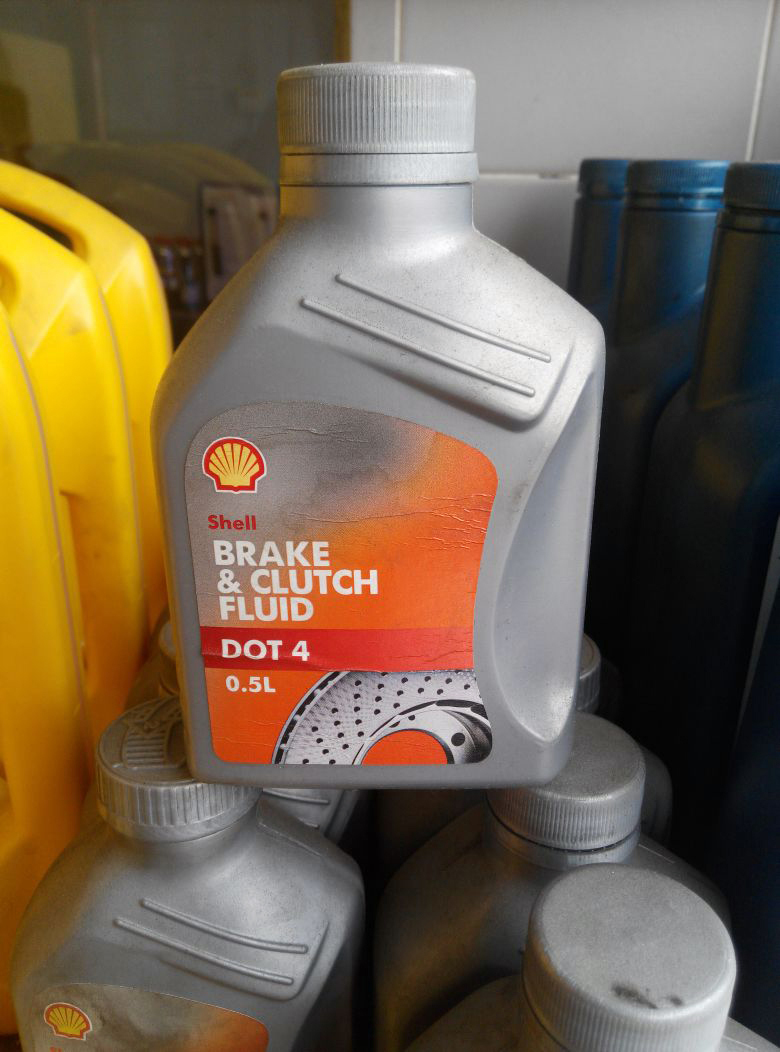 Shell
BRAKE
& CLUTCH
FLUID
DOT 4
0.5L